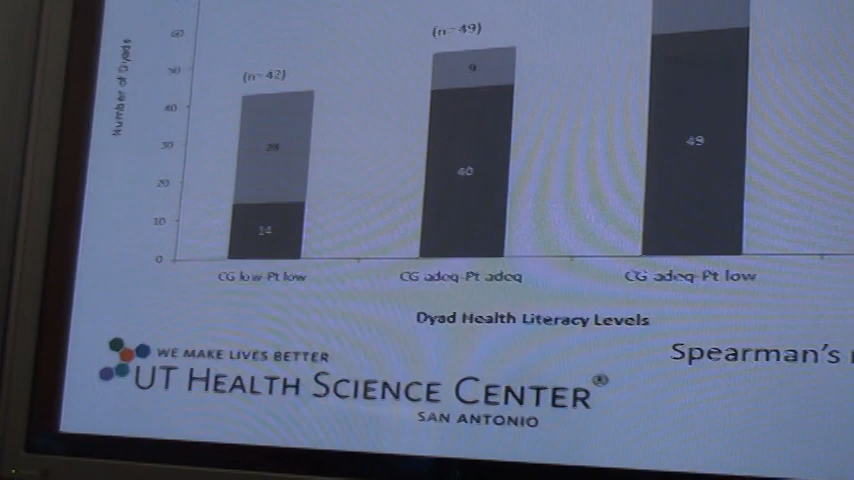 60
(n=49)
(n=42)
9
50
Number of Dyads
40
28
49
30
40
20
14
10
0
CG low-Pt low
CG adeq-Pt adeq
CG adeq-Pt low
Dyad Health Literacy Levels
WE MAKE LIVES BETTER
Spearman's
UT HEALTH SCIENCE CENTER®
SAN ANTONIO